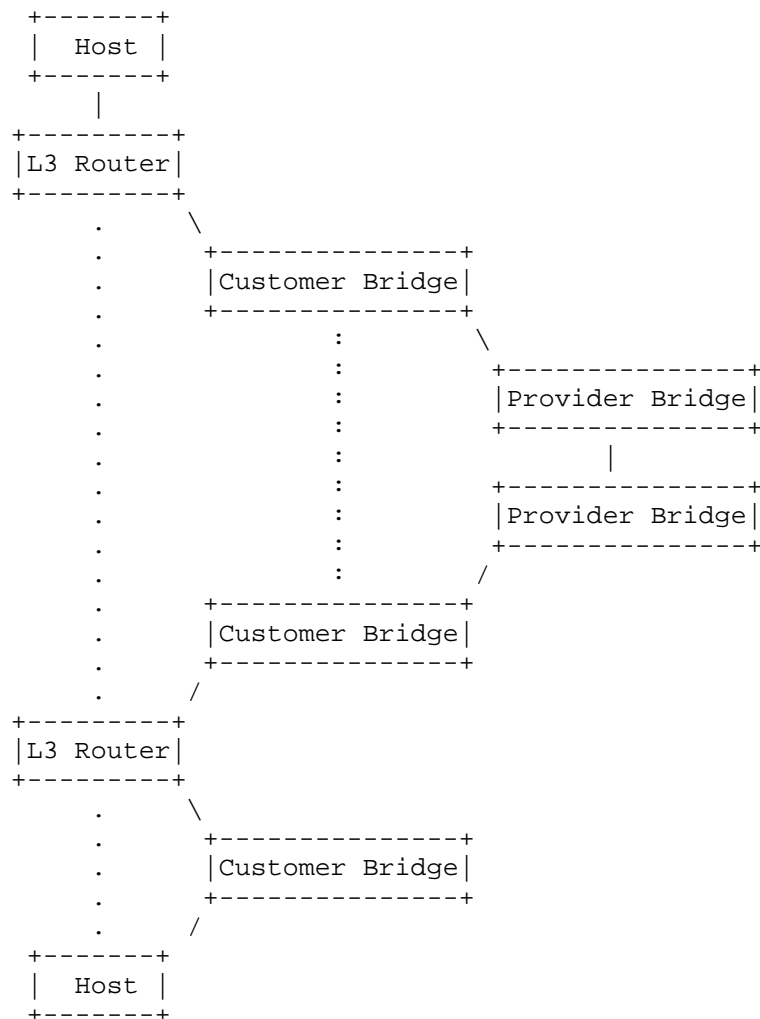 Host
L3 Router
Customer Bridge
Provider Bridge
Provider Bridge
Customer Bridge
L3 Router
Customer Bridge
Host